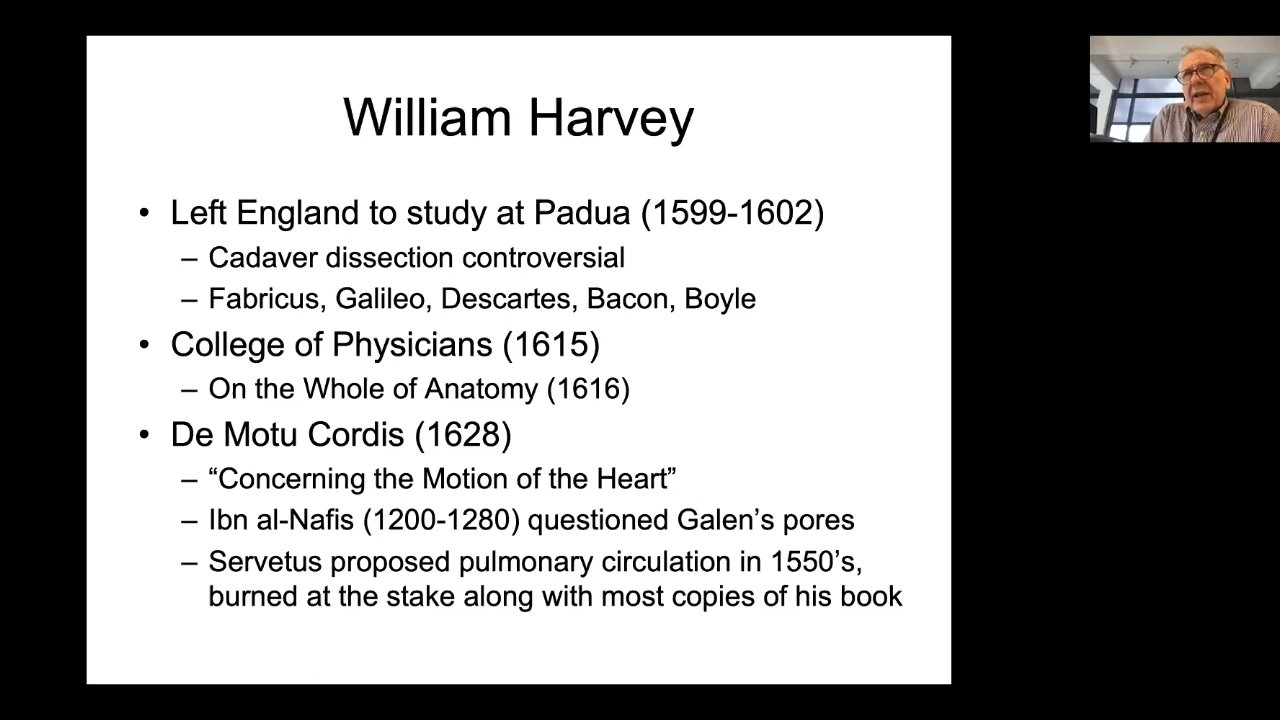 William Harvey
• Left England to study at Padua (1599-1602)
– Cadaver dissection controversial
– Fabricus, Galileo, Descartes, Bacon, Boyle
• College of Physicians (1615)
– On the Whole of Anatomy (1616)
• De Motu Cordis (1628)
– “Concerning the Motion of the Heart”
– Ibn al-Nafis (1200-1280) questioned Galen’s pores
– Servetus proposed pulmonary circulation in 1550’s,
burned at the stake along with most copies of his book